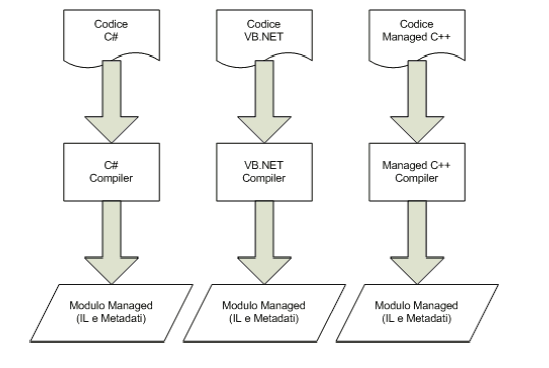 Codice
C#
Codice
VB.NET
Codice
Managed C++
C#
Compiler
VB.NET
Compiler
Managed C++
Compiler
Modulo Managed
(IL e Metadati)
Modulo Managed
(IL e Metadati)
Modulo Managed
(IL e Metadati)